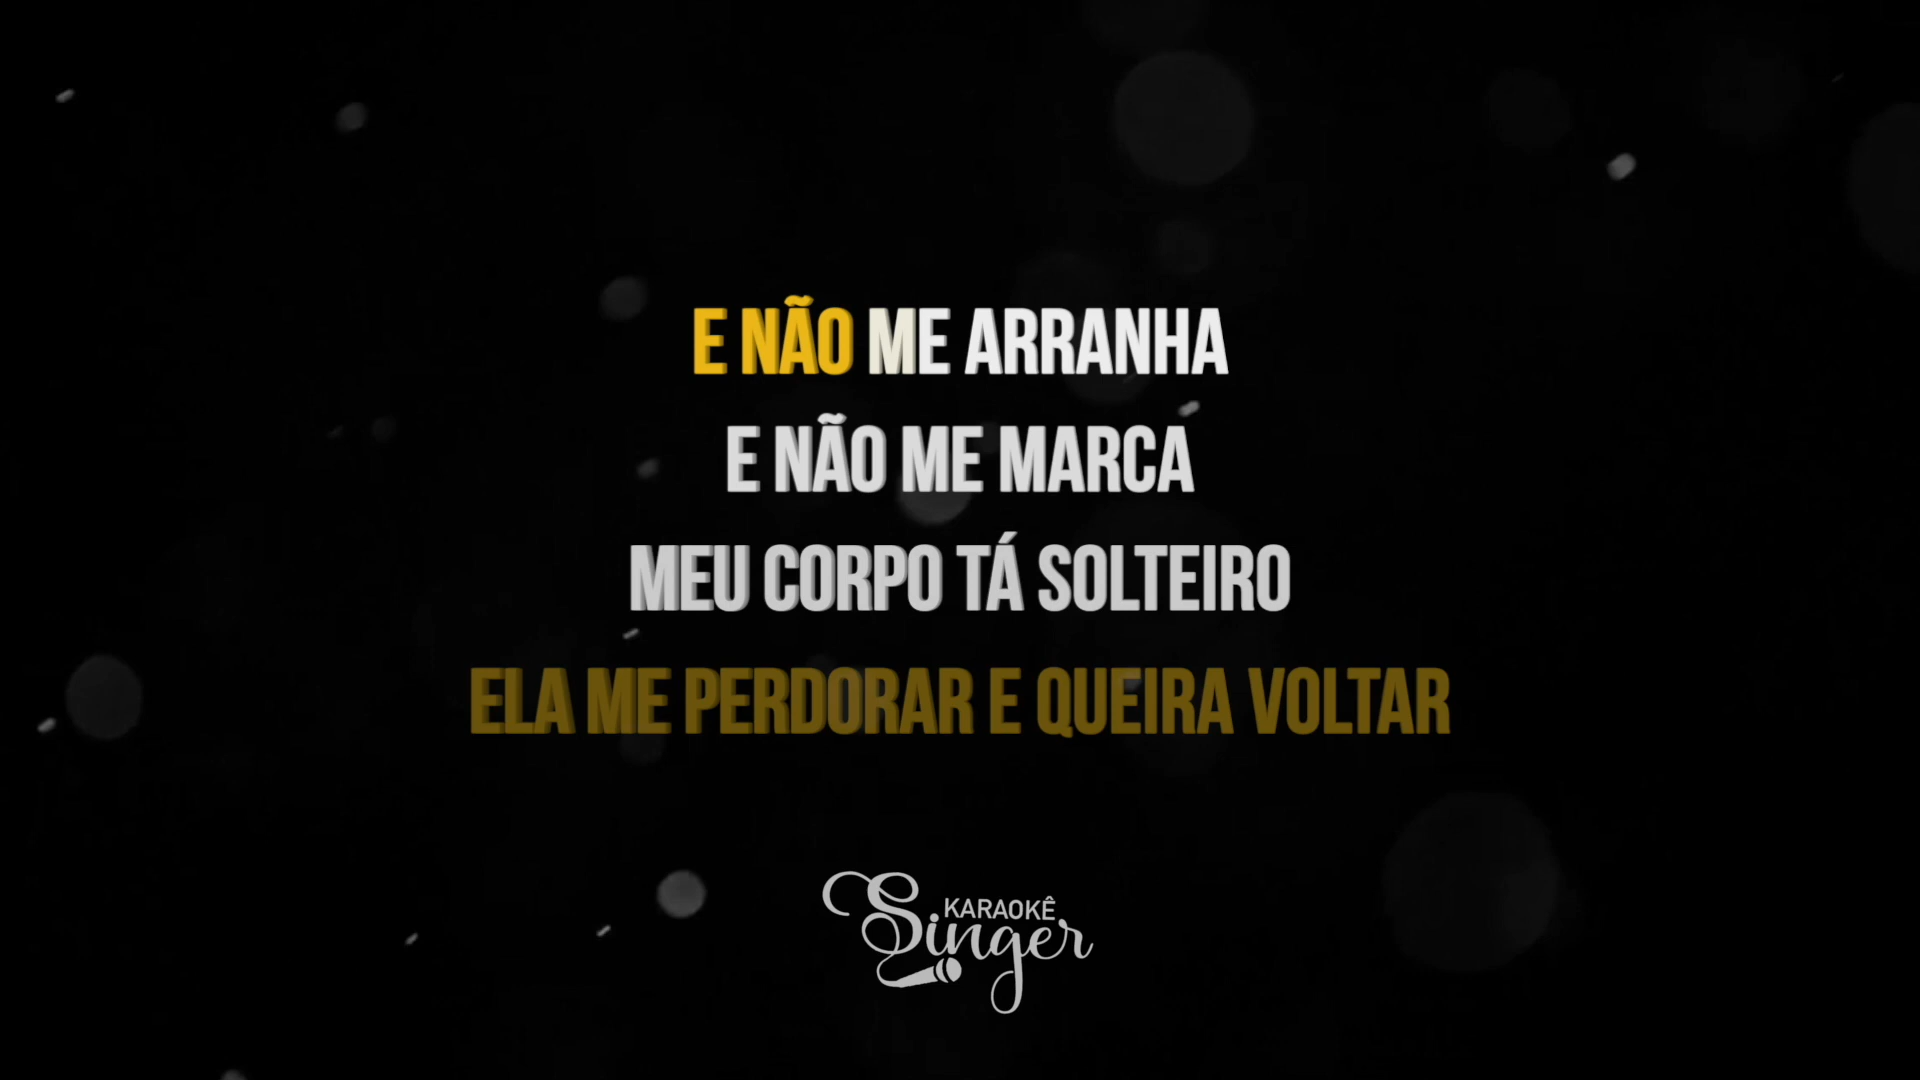 E NÃO ME ARRANHA
E NÃO ME MARCA
MEU CORPO TÁ SOLTEIRO
ELA ME PERDORAR E QUEIRA VOLTAR
KARAOKÊ
Singer